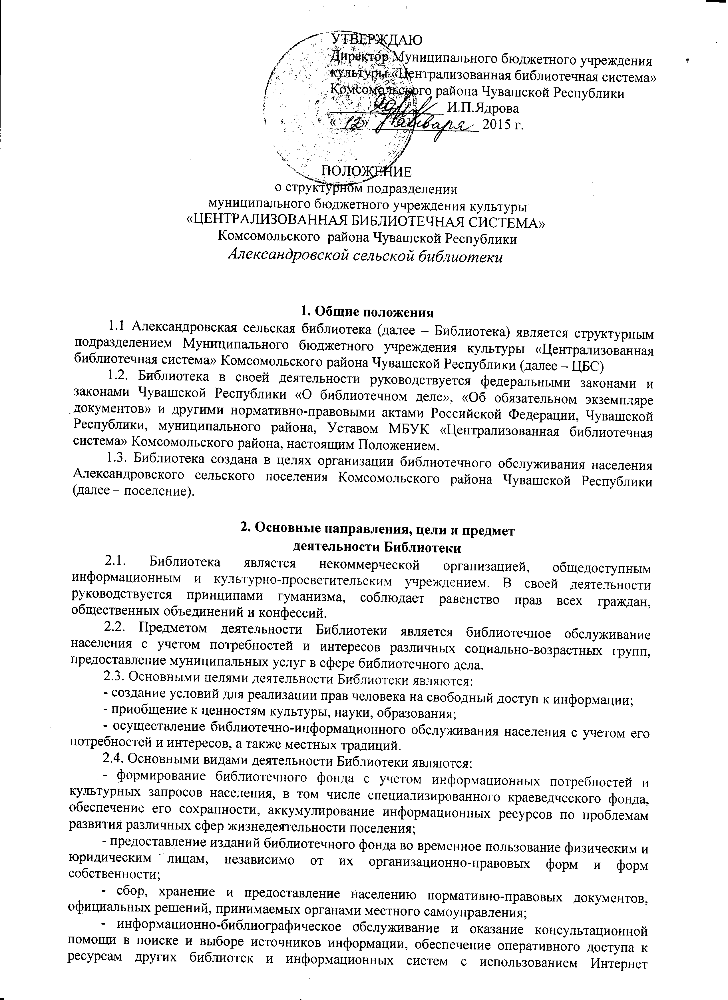 УТВЕРЖДАЮ
Директор Муниципального бюджетного учреждения
культуры «Централизованная библиотечная система»
Комсомольского района Чувашской Республики
И.П.Ядрова
« 12 » января 2015 г.
ПОЛОЖЕНИЕ
о структурном подразделении
муниципального бюджетного учреждения культуры
«ЦЕНТРАЛИЗОВАННАЯ БИБЛИОТЕЧНАЯ СИСТЕМА»
Комсомольского района Чувашской Республики
Александровской сельской библиотеки
1. Общие положения
1.1 Александровская сельская библиотека (далее – Библиотека) является структурным
подразделением Муниципального бюджетного учреждения культуры «Централизованная
библиотечная система» Комсомольского района Чувашской Республики (далее – ЦБС)
1.2. Библиотека в своей деятельности руководствуется федеральными законами и
законами Чувашской Республики «О библиотечном деле», «Об обязательном экземпляре
документов» и другими нормативно-правовыми актами Российской Федерации, Чувашской
Республики, муниципального района, Уставом МБУК «Централизованная библиотечная
система» Комсомольского района, настоящим Положением.
1.3. Библиотека создана в целях организации библиотечного обслуживания населения
Александровского сельского поселения Комсомольского района Чувашской Республики
(далее – поселение).
2. Основные направления, цели и предмет
деятельности Библиотеки
2.1. Библиотека является некоммерческой организацией, общедоступным
информационным и культурно-просветительским учреждением. В своей деятельности
руководствуется принципами гуманизма, соблюдает равенство прав всех граждан,
общественных объединений и конфессий.
2.2. Предметом деятельности Библиотеки является библиотечное обслуживание
населения с учетом потребностей и интересов различных социально-возрастных групп,
предоставление муниципальных услуг в сфере библиотечного дела.
2.3. Основными целями деятельности Библиотеки являются:
- создание условий для реализации прав человека на свободный доступ к информации;
- приобщение к ценностям культуры, науки, образования;
- осуществление библиотечно-информационного обслуживания населения с учетом его
потребностей и интересов, а также местных традиций.
2.4. Основными видами деятельности Библиотеки являются:
- формирование библиотечного фонда с учетом информационных потребностей и
культурных запросов населения, в том числе специализированного краеведческого фонда,
обеспечение его сохранности, аккумулирование информационных ресурсов по проблемам
развития различных сфер жизнедеятельности поселения;
- предоставление изданий библиотечного фонда во временное пользование физическим и
юридическим лицам, независимо от их организационно-правовых форм и форм
собственности;
- сбор, хранение и предоставление населению нормативно-правовых документов,
официальных решений, принимаемых органами местного самоуправления;
- информационно-библиографическое обслуживание и оказание консультационной
помощи в поиске и выборе источников информации, обеспечение оперативного доступа к
ресурсам других библиотек и информационных систем с использованием Интернет